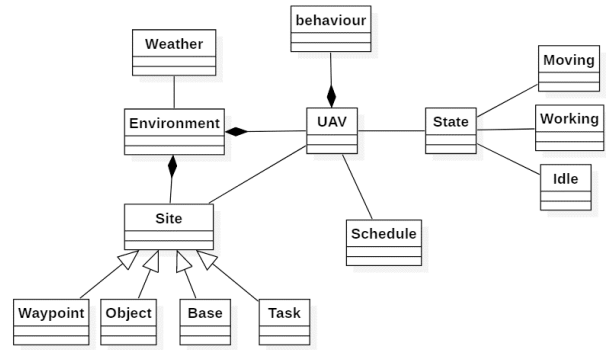 behaviour
Weather
Moving
Environment
UAV
State
Working
Idle
Site
Schedule
Waypoint
Object
Base
Task